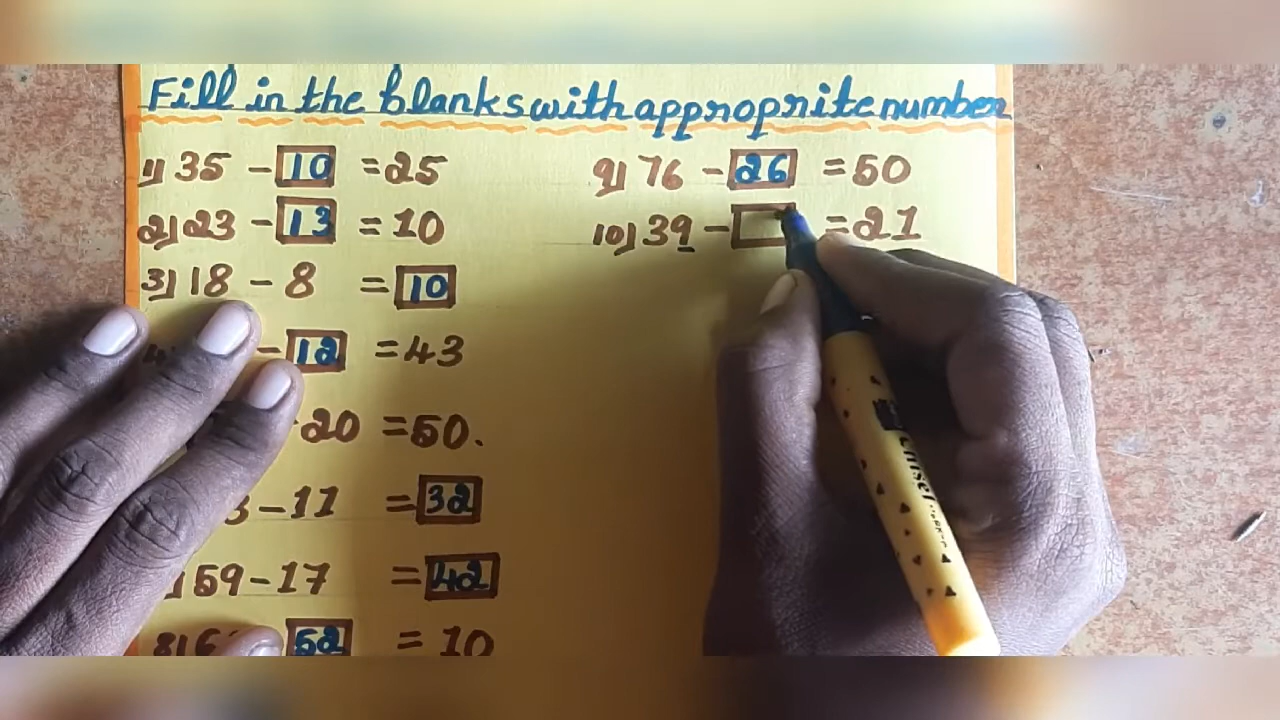 Fill in the blanks with approprite number
1) 35 - 10 = 25
2) 23 - 13 = 10
3) 18 - 8 = 10
- 12 = 43
20 = 50.
3 - 11 = 32
) 59 - 17 = 42
8) 6 52 = 10
9) 76 - 26 = 50
10) 39 - = 21